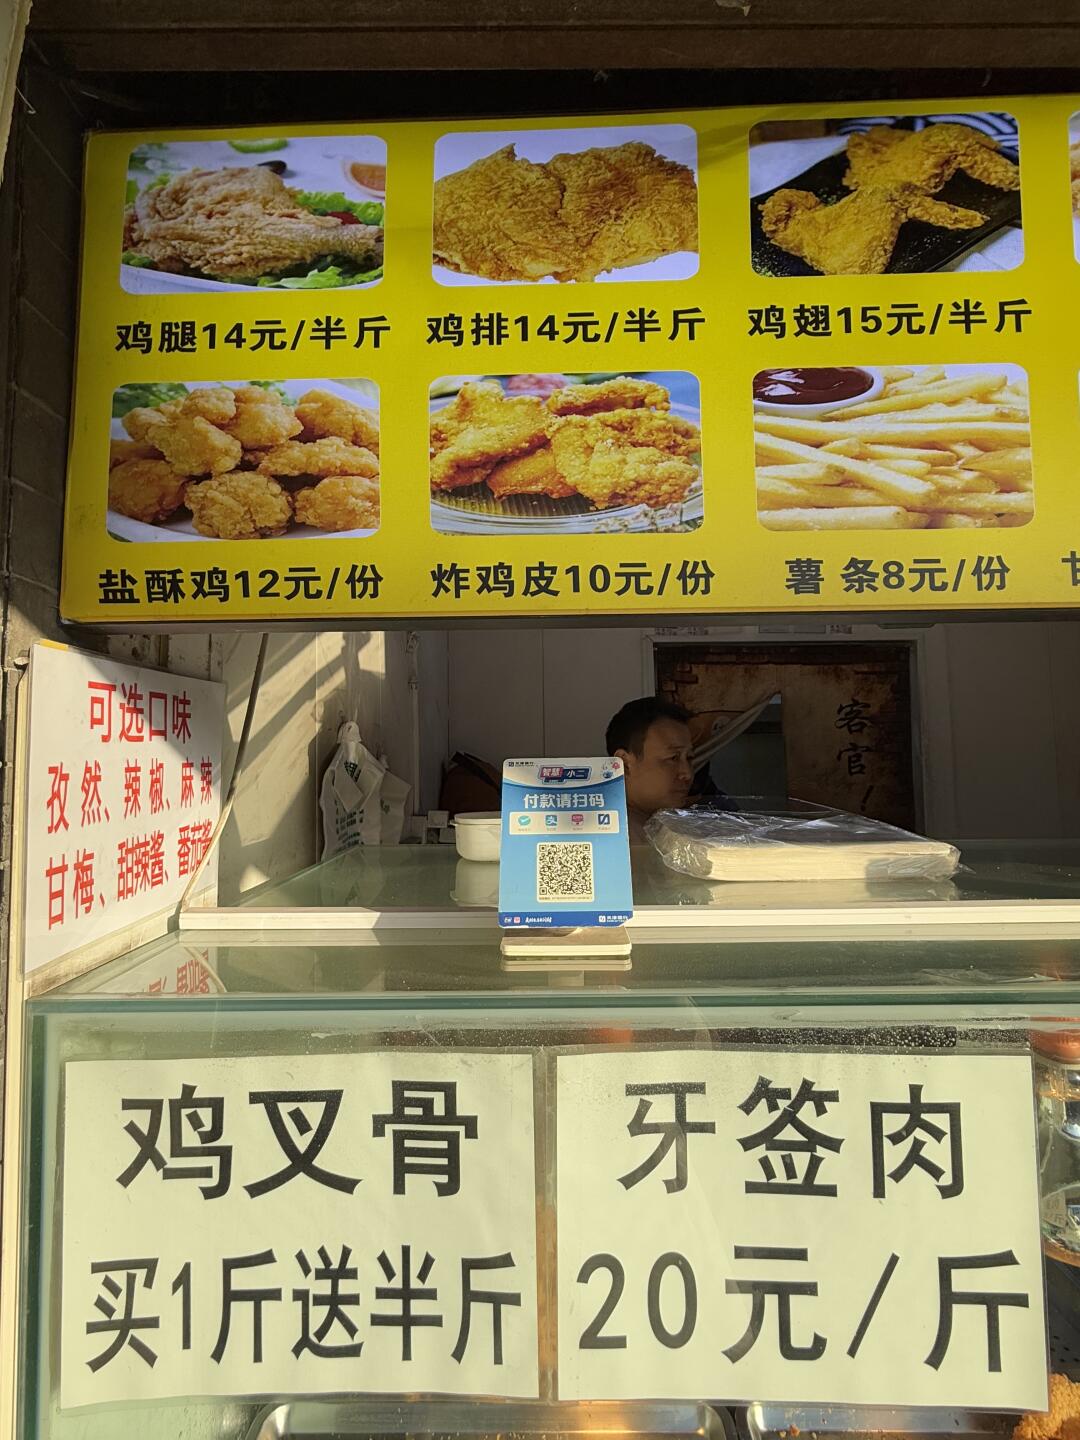 鸡腿14元/半斤
鸡排14元/半斤
鸡翅15元/半斤
盐酥鸡12元/份
炸鸡皮10元/份
薯条8元/份
可选口味
孜然、辣椒、麻辣
甘梅、甜辣酱、番茄酱
客官!
智慧小二
付款请扫码
鸡叉骨
买1斤送半斤
牙签肉
20元/斤